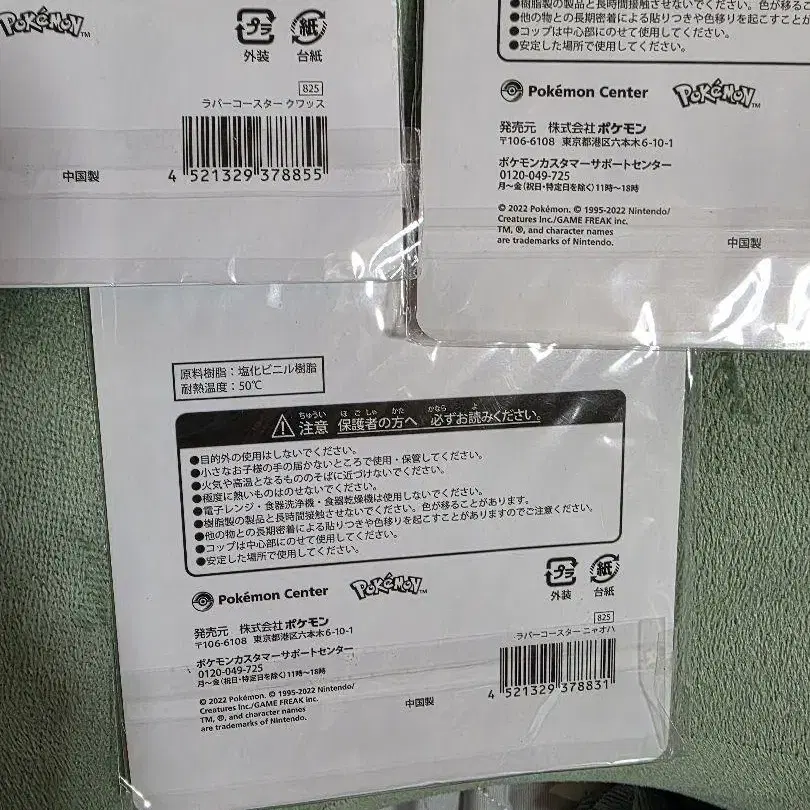 POKÉMON TM
プラ 紙
外装 台紙
825
ラバーコースター クワッス
中国製
4 521329 378855
●樹脂製の製品と長時間接触させないでください。色が移るこ
●他の物との長期密着による貼りつきや色移りを起こすことが
●コップは中心部にのせて使用してください。
●安定した場所で使用してください。
Pokémon Center POKÉMON TM
発売元 株式会社ポケモン
〒106-6108 東京都港区六本木6-10-1
ポケモンカスタマーサポートセンター
0120-049-725
月〜金(祝日・特定日を除く)11時〜18時
© 2022 Pokémon. © 1995-2022 Nintendo/
Creatures Inc./GAME FREAK inc.
TM, ®, and character names
are trademarks of Nintendo.
中国製
原料樹脂:塩化ビニル樹脂
耐熱温度:50℃
ちゅうい ほごしゃ かた かなら よ
注意 保護者の方へ 必ずお読みください。
●目的外の使用はしないでください。
●小さなお子様の手の届かないところで使用・保管してください。
●火気や高温となるもののそばに近づけないでください。
●極度に熱いものはのせないでください。
●電子レンジ・食器洗浄機・食器乾燥機は使用しないでください。
●樹脂製の製品と長時間接触させないでください。色が移ることがあります。
●他の物との長期密着による貼りつきや色移りを起こすことがありますのでご注意ください。
●コップは中心部にのせて使用してください。
●安定した場所で使用してください。
Pokémon Center POKÉMON TM
プラ 紙
外装 台紙
発売元 株式会社ポケモン
〒106-6108 東京都港区六本木6-10-1
ポケモンカスタマーサポートセンター
0120-049-725
月〜金(祝日・特定日を除く)11時〜18時
© 2022 Pokémon. © 1995-2022 Nintendo/
Creatures Inc./GAME FREAK inc.
TM, ®, and character names
are trademarks of Nintendo.
中国製
825
ラバーコースター ニャオハ
4 521329 378831